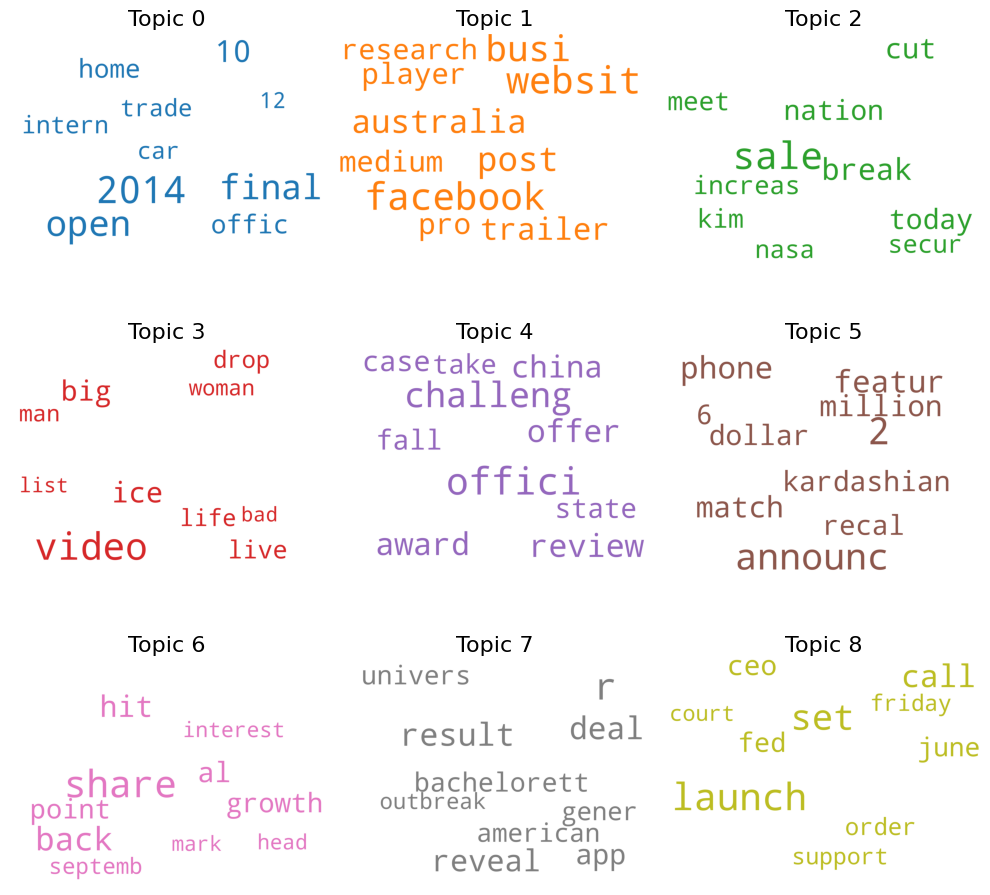 Topic 0
10
home
trade
12
intern
car
2014
final
open
offic
Topic 1
research
busi
player
websit
australia
medium
post
facebook
pro
trailer
Topic 2
cut
meet
nation
sale
break
increas
kim
today
nasa
secur
Topic 3
drop
big
woman
man
list
ice
life
bad
video
live
Topic 4
case
take
china
challeng
fall
offer
offici
state
award
review
Topic 5
phone
featur
million
6
dollar
2
kardashian
match
recal
announc
Topic 6
hit
interest
share
al
point
growth
back
mark
head
septemb
Topic 7
univers
r
result
deal
bachelorett
outbreak
gener
american
reveal
app
Topic 8
ceo
call
court
set
friday
fed
june
launch
order
support